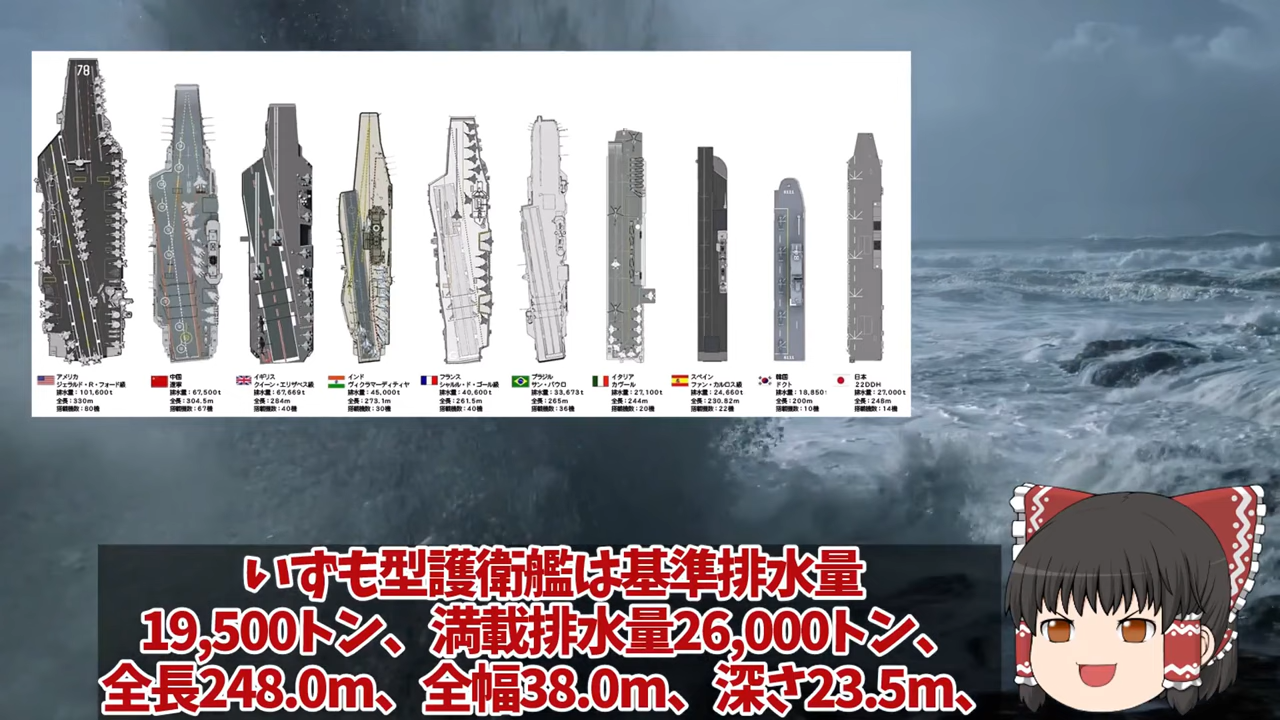 78
アメリカ
ジェラルド・R・フォード級
排水量：101,600t
全長：330m
搭載機数：80機
中国
遼寧
排水量：67,500t
全長：304.5m
搭載機数：67機
イギリス
クイーン・エリザベス級
排水量：67,669t
全長：284m
搭載機数：40機
インド
ヴィクラマーディティヤ
排水量：45,000t
全長：273.1m
搭載機数：30機
フランス
シャルル・ド・ゴール級
排水量：40,600t
全長：261.5m
搭載機数：40機
ブラジル
サン・パウロ
排水量：33,673t
全長：265m
搭載機数：36機
イタリア
カヴール
排水量：27,100t
全長：244m
搭載機数：20機
スペイン
ファン・カルロス級
排水量：24,660t
全長：230.82m
搭載機数：22機
韓国
ドクト
排水量：18,850t
全長：200m
搭載機数：10機
日本
22DDH
排水量：27,000t
全長：248m
搭載機数：14機
いずも型護衛艦は基準排水量
19,500トン、満載排水量26,000トン、
全長248.0m、全幅38.0m、深さ23.5m、